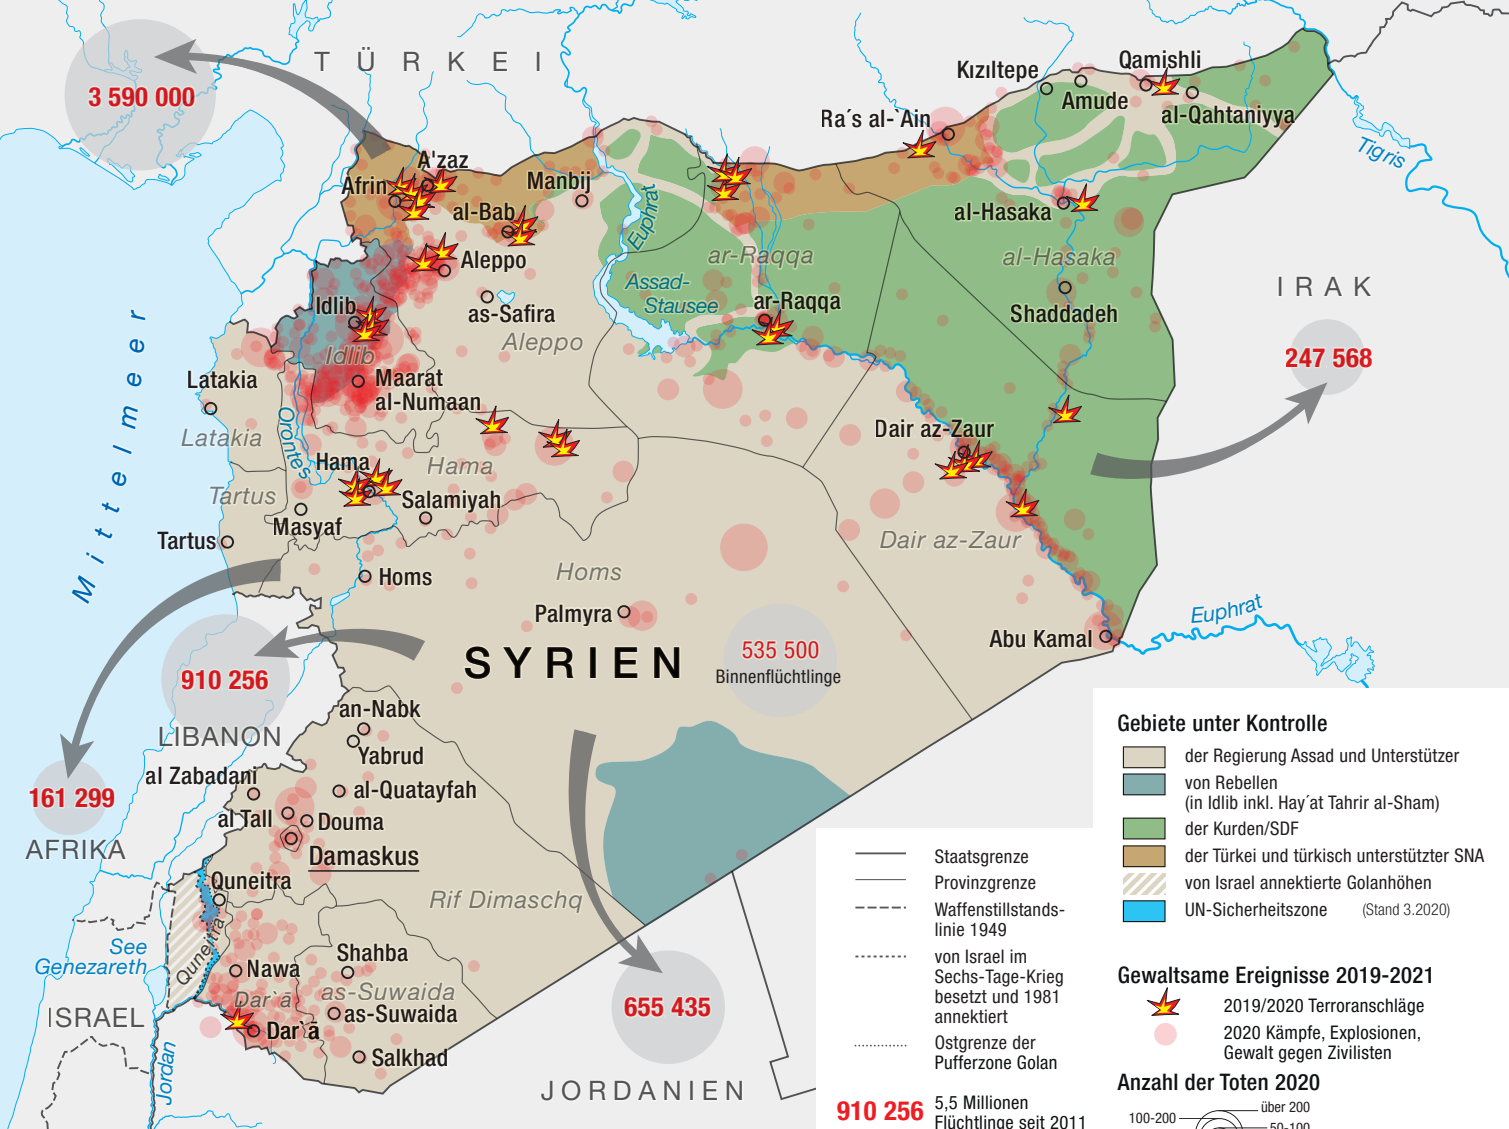 TÜRKEI
3 590 000
Kızıltepe
Qamishli
Amude
al-Qahtaniyya
Ra´s al-`Ain
Tigris
A'zaz
Afrin
Manbij
al-Bab
Euphrat
al-Hasaka
al-Hasaka
ar-Raqqa
Aleppo
Assad-
Stausee
ar-Raqqa
Shaddadeh
IRAK
247 568
Idlib
as-Safira
Aleppo
Idlib
Mittelmeer
Latakia
Maarat
al-Numaan
Latakia
Orontes
Dair az-Zaur
Hama
Hama
Tartus
Salamiyah
Masyaf
Tartus
Dair az-Zaur
Homs
Homs
Palmyra
Abu Kamal
Euphrat
SYRIEN
535 500
Binnenflüchtlinge
910 256
LIBANON
an-Nabk
Yabrud
al Zabadani
al-Quatayfah
161 299
al Tall
Douma
AFRIKA
Damaskus
Quneitra
Rif Dimaschq
Quneitra
See
Genezareth
Shahba
Nawa
Dar`ā
as-Suwaida
as-Suwaida
ISRAEL
Dar`ā
655 435
Salkhad
Jordan
JORDANIEN
Gebiete unter Kontrolle
der Regierung Assad und Unterstützer
von Rebellen
(in Idlib inkl. Hay´at Tahrir al-Sham)
der Kurden/SDF
der Türkei und türkisch unterstützter SNA
von Israel annektierte Golanhöhen
UN-Sicherheitszone (Stand 3.2020)
Staatsgrenze
Provinzgrenze
Waffenstillstands-
linie 1949
von Israel im
Sechs-Tage-Krieg
besetzt und 1981
annektiert
Ostgrenze der
Pufferzone Golan
910 256 5,5 Millionen
Flüchtlinge seit 2011
Gewaltsame Ereignisse 2019-2021
2019/2020 Terroranschläge
2020 Kämpfe, Explosionen,
Gewalt gegen Zivilisten
Anzahl der Toten 2020
über 200
100-200
50-100